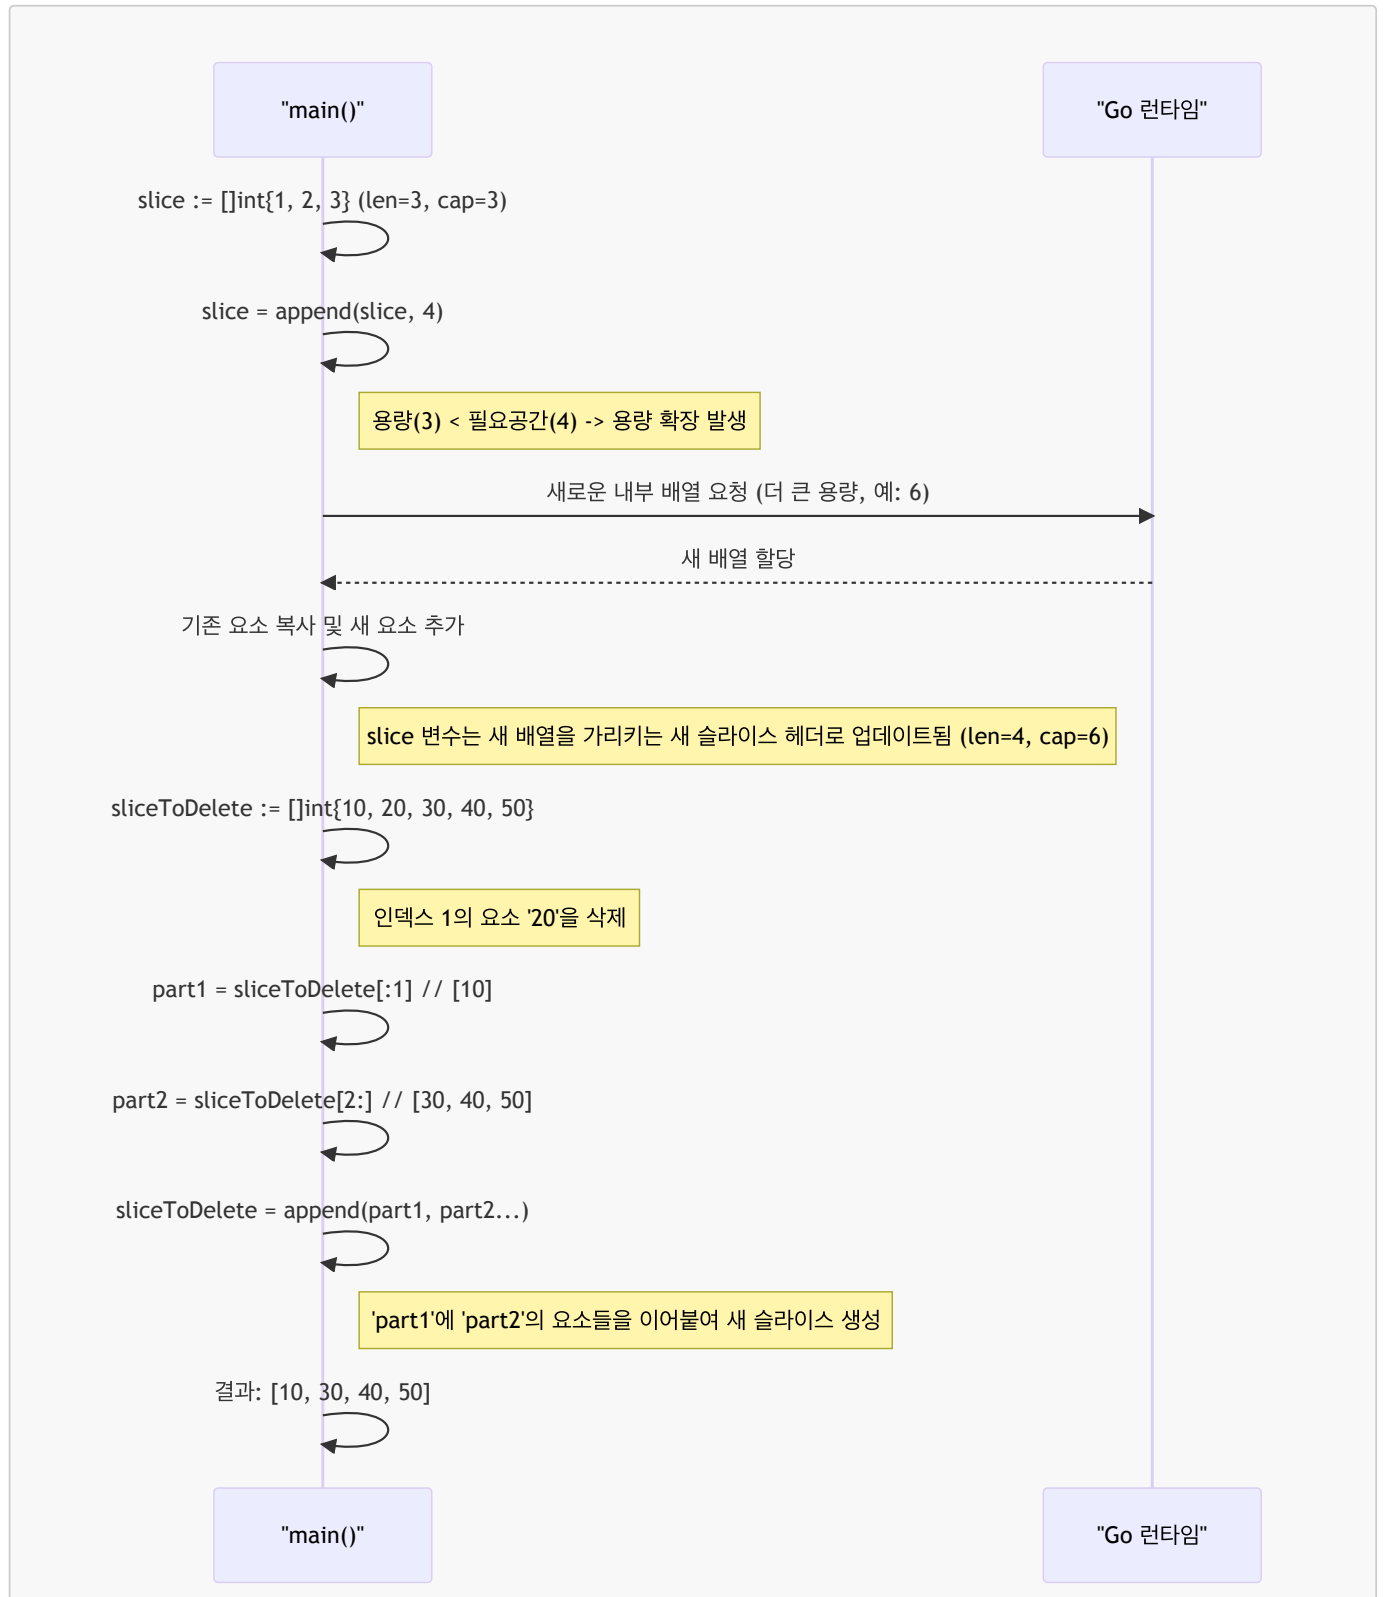 "main()"
"Go 런타임"
slice := []int{1, 2, 3} (len=3, cap=3)
slice = append(slice, 4)
용량(3) < 필요공간(4) -> 용량 확장 발생
새로운 내부 배열 요청 (더 큰 용량, 예: 6)
새 배열 할당
기존 요소 복사 및 새 요소 추가
slice 변수는 새 배열을 가리키는 새 슬라이스 헤더로 업데이트됨 (len=4, cap=6)
sliceToDelete := []int{10, 20, 30, 40, 50}
인덱스 1의 요소 '20'을 삭제
part1 = sliceToDelete[:1] // [10]
part2 = sliceToDelete[2:] // [30, 40, 50]
sliceToDelete = append(part1, part2...)
'part1'에 'part2'의 요소들을 이어붙여 새 슬라이스 생성
결과: [10, 30, 40, 50]
"main()"
"Go 런타임"